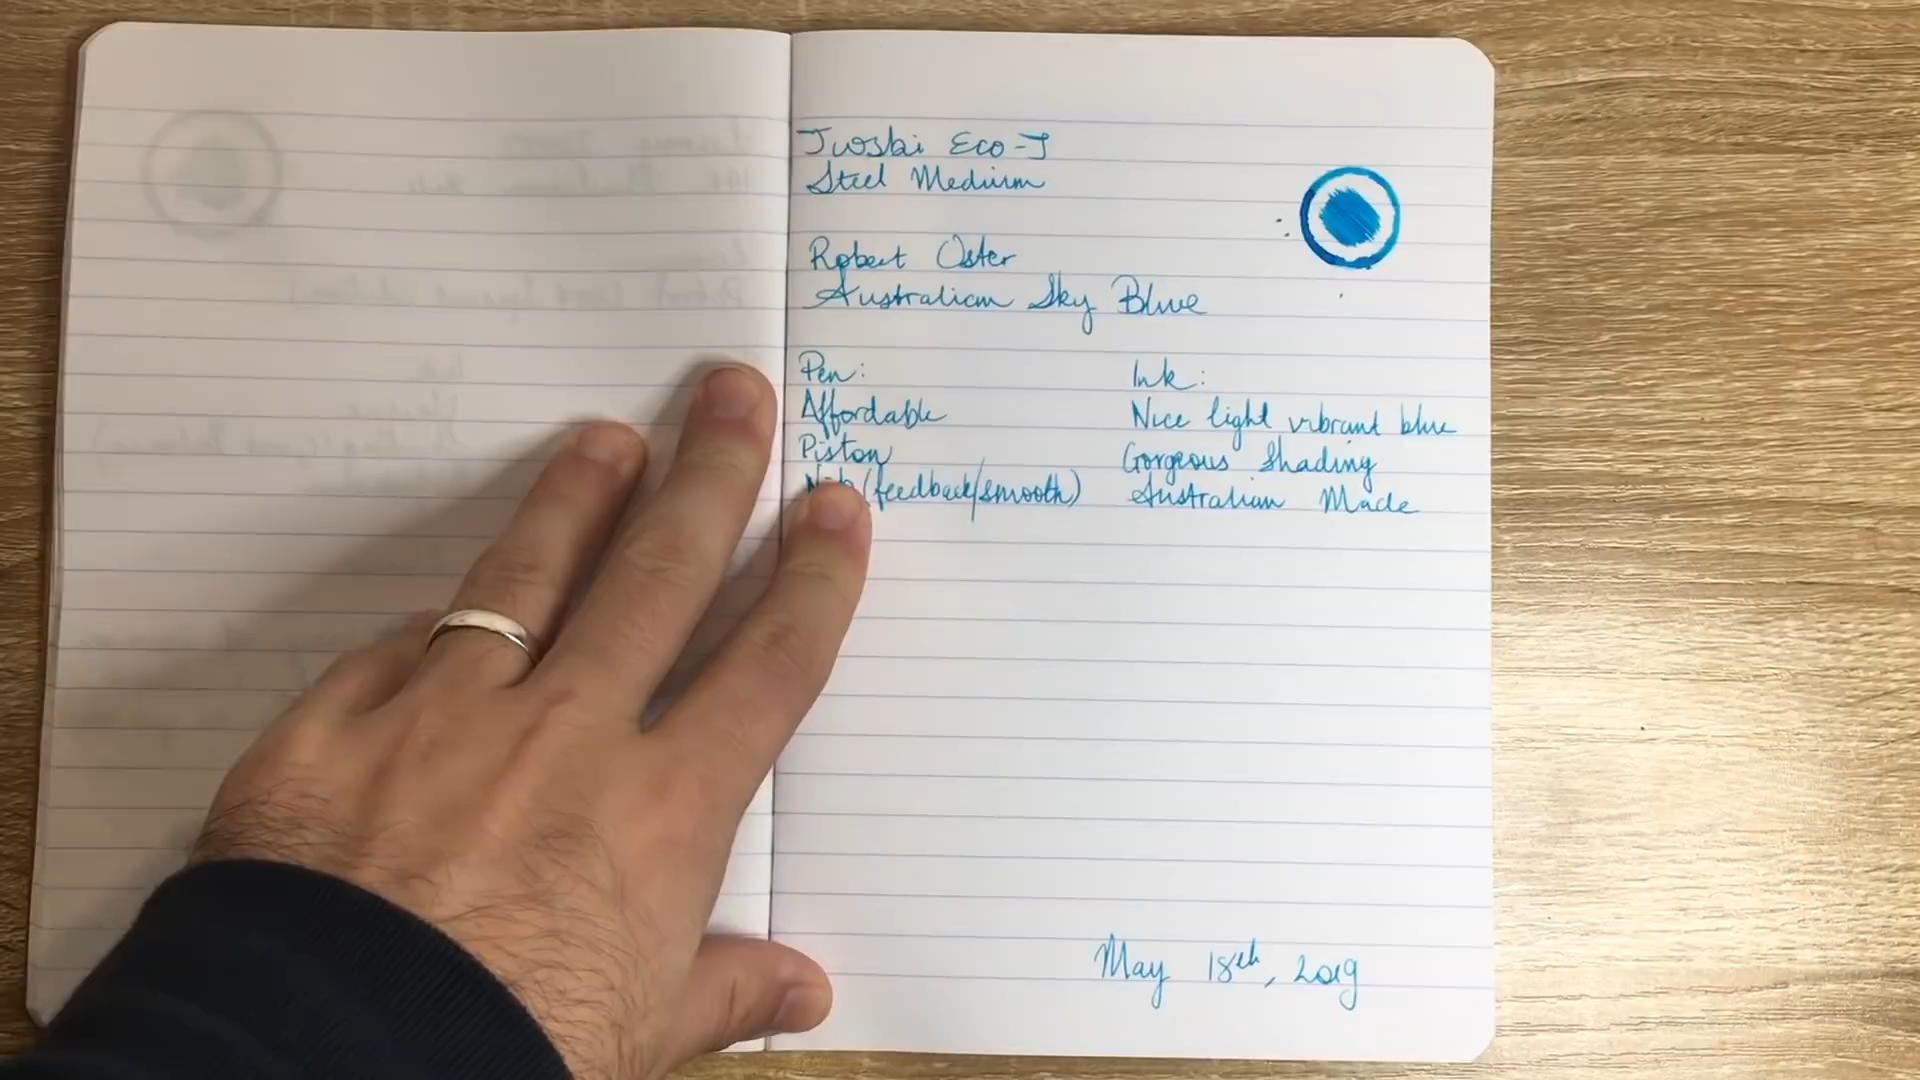 Twsbi Eco-T
Steel Medium
Robert Oster
Australian Sky Blue
Pen:
Affordable
Piston
Nib (feedback/smooth)
Ink:
Nice light vibrant blue
Gorgeous Shading
Australian Made
May 18th, 2019